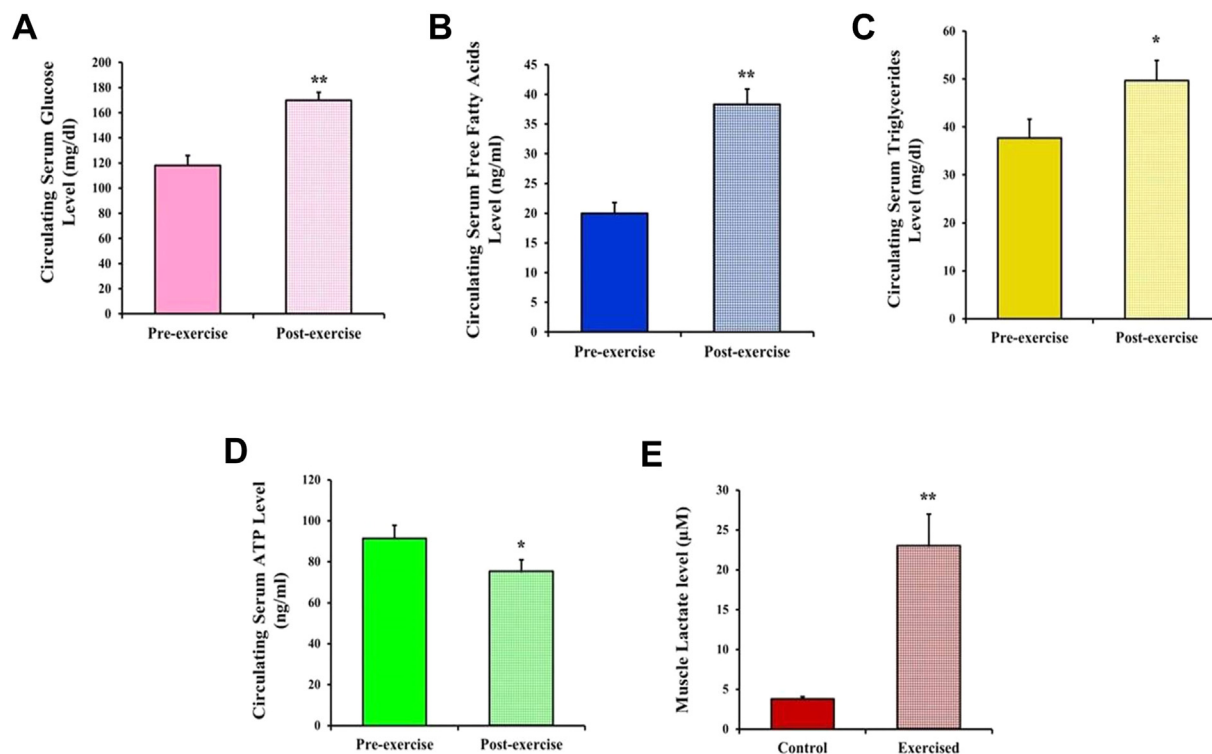 A
Circulating Serum Glucose
Level (mg/dl)
200
180
160
140
120
100
80
60
40
20
0
**
Pre-exercise
Post-exercise
B
Circulating Serum Free Fatty Acids
Level (ng/ml)
45
40
35
30
25
20
15
10
5
0
**
Pre-exercise
Post-exercise
C
Circulating Serum Triglycerides
Level (mg/dl)
60
50
40
30
20
10
0
*
Pre-exercise
Post-exercise
D
Circulating Serum ATP Level
(ng/ml)
120
100
80
60
40
20
0
*
Pre-exercise
Post-exercise
E
Muscle Lactate level (µM)
30
25
20
15
10
5
0
**
Control
Exercised